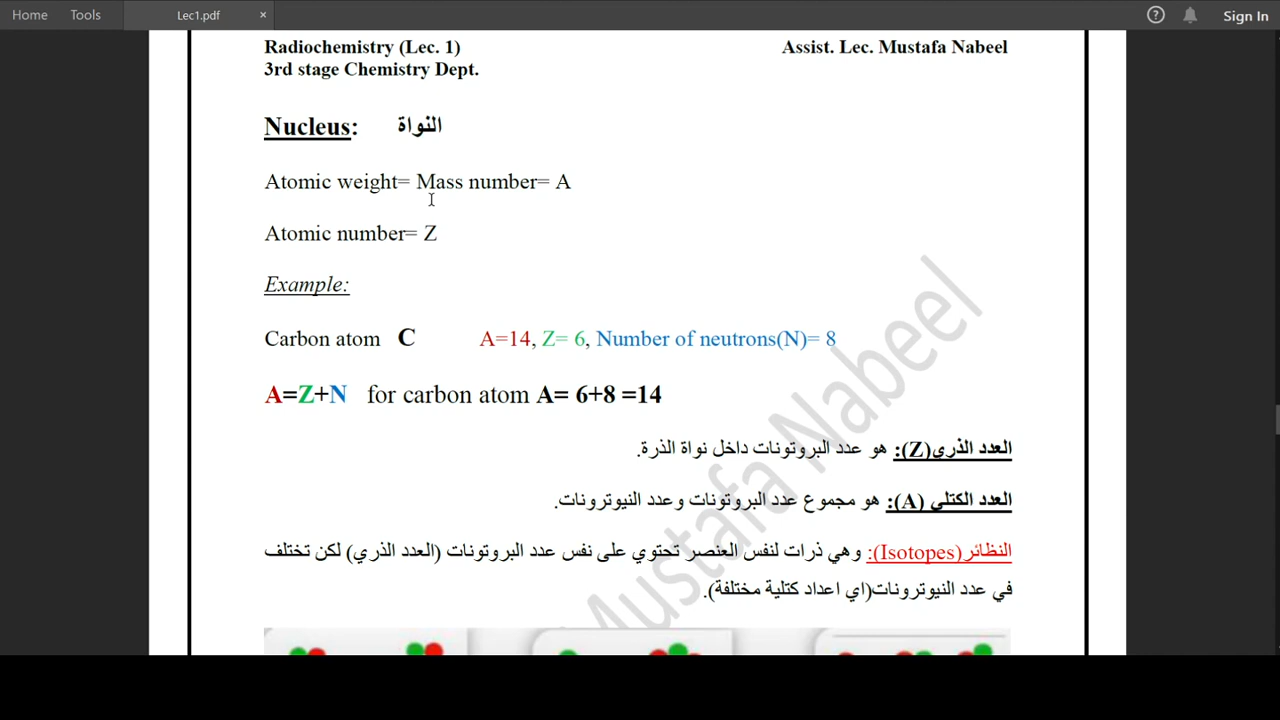 Home Tools Lec1.pdf × Sign In
Radiochemistry (Lec. 1) Assist. Lec. Mustafa Nabeel
3rd stage Chemistry Dept.
Nucleus: النواة
Atomic weight= Mass number= A
Atomic number= Z
Example:
Carbon atom C A=14, Z= 6, Number of neutrons(N)= 8
A=Z+N for carbon atom A= 6+8 =14
العدد الذري(Z): هو عدد البروتونات داخل نواة الذرة.
العدد الكتلي (A): هو مجموع عدد البروتونات وعدد النيوترونات.
النظائر(Isotopes): وهي ذرات لنفس العنصر تحتوي على نفس عدد البروتونات (العدد الذري) لكن تختلف
في عدد النيوترونات(اي اعداد كتلية مختلفة).
Mustafa Nabeel